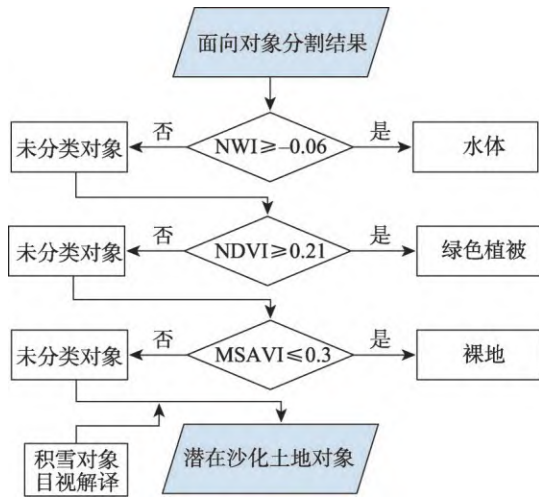 面向对象分割结果
否
NWI≥–0.06
是
未分类对象
水体
否
NDVI≥0.21
是
未分类对象
绿色植被
否
MSAVI≤0.3
是
未分类对象
裸地
积雪对象
目视解译
潜在沙化土地对象